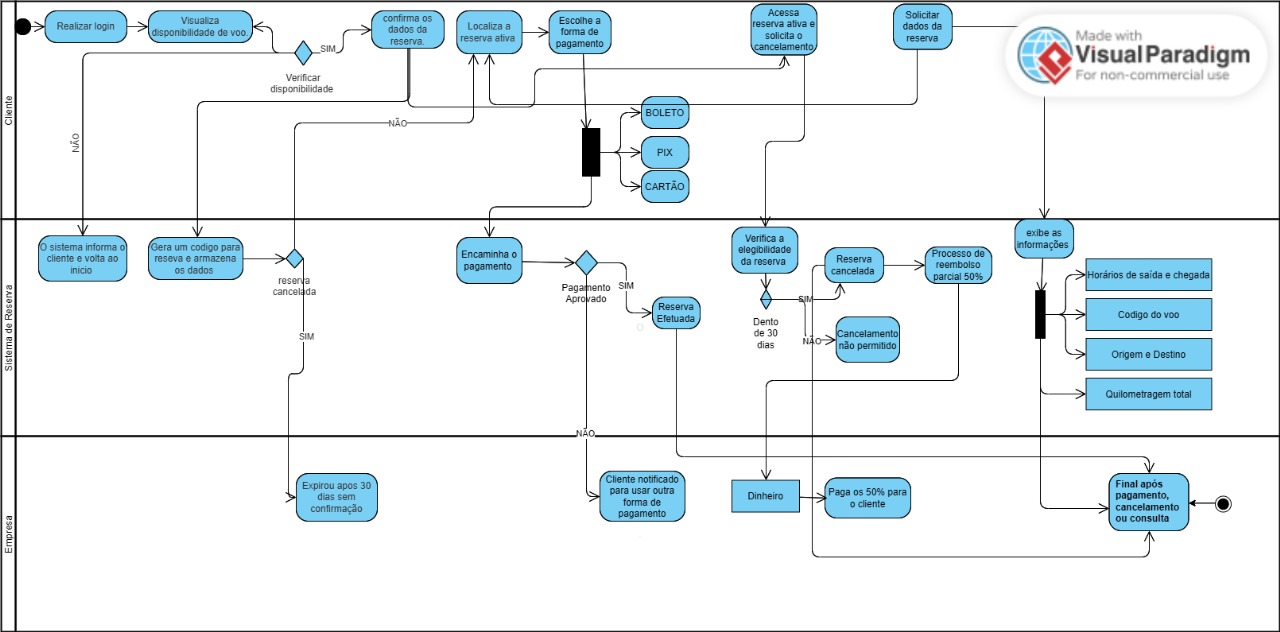 Cliente
Realizar login
Visualiza
disponibilidade de voo.
SIM
Verificar
disponibilidade
NÃO
confirma os
dados da
reserva.
Localiza a
reserva ativa
Escolhe a
forma de
pagamento
BOLETO
PIX
CARTÃO
NÃO
Acessa
reserva ativa e
solicita o
cancelamento
Solicitar
dados da
reserva
Made with
Visual Paradigm
For non-commercial use
Sistema de Reserva
O sistema informa o
cliente e volta ao
inicio
Gera um codigo para
reseva e armazena
os dados
reserva
cancelada
SIM
Encaminha o
pagamento
Pagamento
Aprovado
SIM
Reserva
Efetuada
NÃO
Verifica a
elegibilidade
da reserva
Dento
de 30
dias
SIM
NÃO
Reserva
cancelada
Cancelamento
não permitido
Processo de
reembolso
parcial 50%
exibe as
informações
Horários de saída e chegada
Codigo do voo
Origem e Destino
Quilometragem total
Empresa
Expirou apos 30
dias sem
confirmação
Cliente notificado
para usar outra
forma de
pagamento
Dinheiro
Paga os 50% para
o cliente
Final após
pagamento,
cancelamento
ou consulta